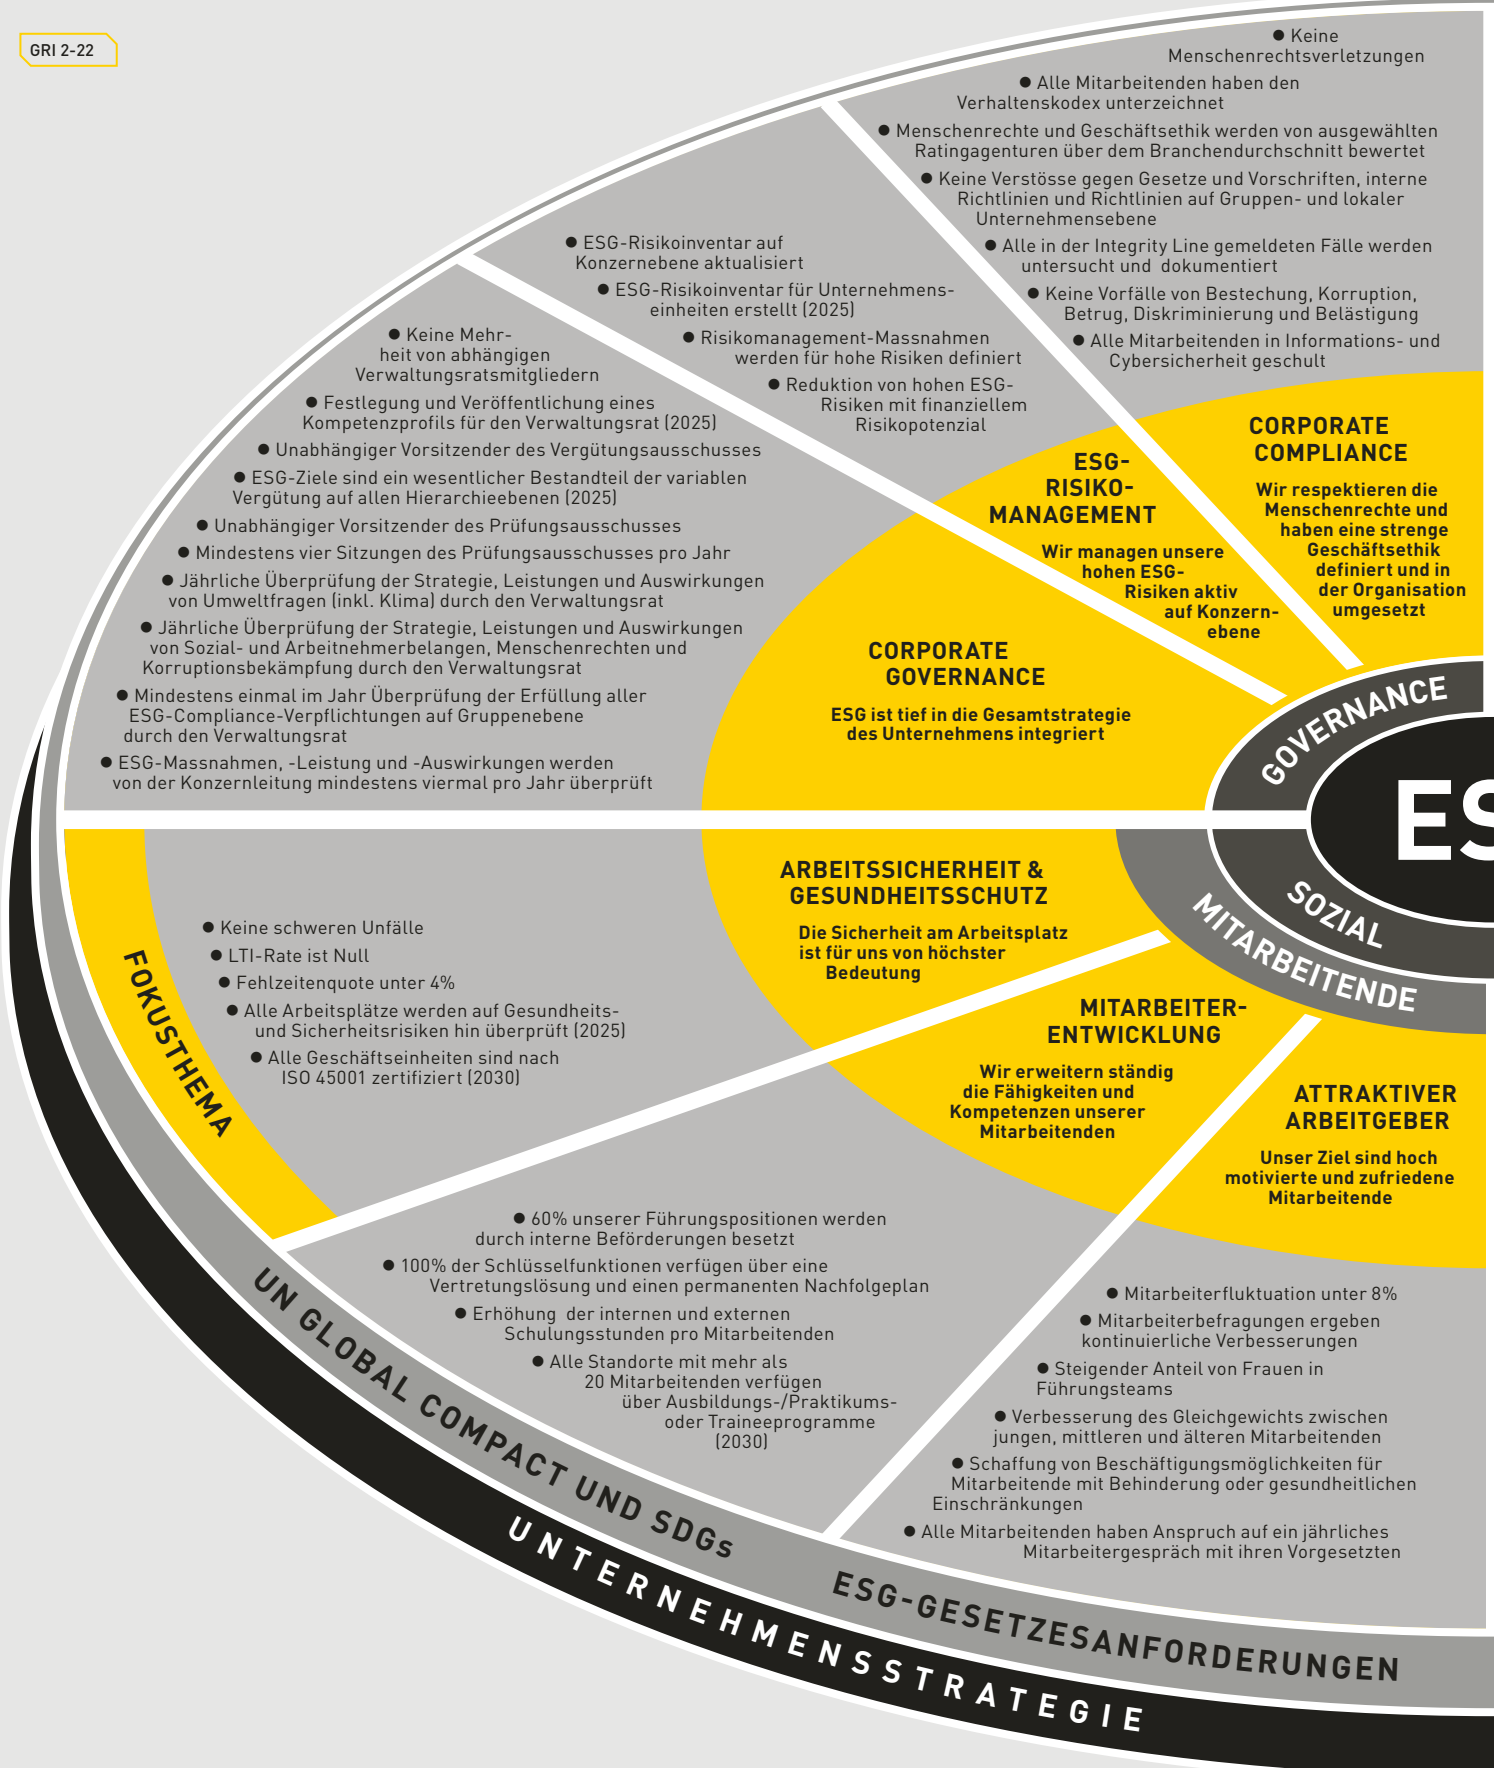 GRI 2-22
● Keine
Menschenrechtsverletzungen
● Alle Mitarbeitenden haben den
Verhaltenskodex unterzeichnet
● Menschenrechte und Geschäftsethik werden von ausgewählten
Ratingagenturen über dem Branchendurchschnitt bewertet
● Keine Verstösse gegen Gesetze und Vorschriften, interne
Richtlinien und Richtlinien auf Gruppen- und lokaler
Unternehmensebene
● Alle in der Integrity Line gemeldeten Fälle werden
untersucht und dokumentiert
● Keine Vorfälle von Bestechung, Korruption,
Betrug, Diskriminierung und Belästigung
● Alle Mitarbeitenden in Informations- und
Cybersicherheit geschult
CORPORATE
COMPLIANCE
Wir respektieren die
Menschenrechte und
haben eine strenge
Geschäftsethik
definiert und in
der Organisation
umgesetzt
● ESG-Risikoinventar auf
Konzernebene aktualisiert
● ESG-Risikoinventar für Unternehmens-
einheiten erstellt (2025)
● Risikomanagement-Massnahmen
werden für hohe Risiken definiert
● Reduktion von hohen ESG-
Risiken mit finanziellem
Risikopotenzial
ESG-
RISIKO-
MANAGEMENT
Wir managen unsere
hohen ESG-
Risiken aktiv
auf Konzern-
ebene
● Keine Mehr-
heit von abhängigen
Verwaltungsratsmitgliedern
● Festlegung und Veröffentlichung eines
Kompetenzprofils für den Verwaltungsrat (2025)
● Unabhängiger Vorsitzender des Vergütungsausschusses
● ESG-Ziele sind ein wesentlicher Bestandteil der variablen
Vergütung auf allen Hierarchieebenen (2025)
● Unabhängiger Vorsitzender des Prüfungsausschusses
● Mindestens vier Sitzungen des Prüfungsausschusses pro Jahr
● Jährliche Überprüfung der Strategie, Leistungen und Auswirkungen
von Umweltfragen (inkl. Klima) durch den Verwaltungsrat
● Jährliche Überprüfung der Strategie, Leistungen und Auswirkungen
von Sozial- und Arbeitnehmerbelangen, Menschenrechten und
Korruptionsbekämpfung durch den Verwaltungsrat
● Mindestens einmal im Jahr Überprüfung der Erfüllung aller
ESG-Compliance-Verpflichtungen auf Gruppenebene
durch den Verwaltungsrat
● ESG-Massnahmen, -Leistung und -Auswirkungen werden
von der Konzernleitung mindestens viermal pro Jahr überprüft
CORPORATE
GOVERNANCE
ESG ist tief in die Gesamtstrategie
des Unternehmens integriert
GOVERNANCE
ES
SOZIAL
MITARBEITENDE
ARBEITSSICHERHEIT &
GESUNDHEITSSCHUTZ
Die Sicherheit am Arbeitsplatz
ist für uns von höchster
Bedeutung
● Keine schweren Unfälle
● LTI-Rate ist Null
● Fehlzeitenquote unter 4%
● Alle Arbeitsplätze werden auf Gesundheits-
und Sicherheitsrisiken hin überprüft (2025)
● Alle Geschäftseinheiten sind nach
ISO 45001 zertifiziert (2030)
FOKUSTHEMA
MITARBEITER-
ENTWICKLUNG
Wir erweitern ständig
die Fähigkeiten und
Kompetenzen unserer
Mitarbeitenden
● 60% unserer Führungspositionen werden
durch interne Beförderungen besetzt
● 100% der Schlüsselfunktionen verfügen über eine
Vertretungslösung und einen permanenten Nachfolgeplan
● Erhöhung der internen und externen
Schulungsstunden pro Mitarbeitenden
● Alle Standorte mit mehr als
20 Mitarbeitenden verfügen
über Ausbildungs-/Praktikums-
oder Traineeprogramme
(2030)
ATTRAKTIVER
ARBEITGEBER
Unser Ziel sind hoch
motivierte und zufriedene
Mitarbeitende
● Mitarbeiterfluktuation unter 8%
● Mitarbeiterbefragungen ergeben
kontinuierliche Verbesserungen
● Steigender Anteil von Frauen in
Führungsteams
● Verbesserung des Gleichgewichts zwischen
jungen, mittleren und älteren Mitarbeitenden
● Schaffung von Beschäftigungsmöglichkeiten für
Mitarbeitende mit Behinderung oder gesundheitlichen
Einschränkungen
● Alle Mitarbeitenden haben Anspruch auf ein jährliches
Mitarbeitergespräch mit ihren Vorgesetzten
UN GLOBAL COMPACT UND SDGs
ESG-GESETZESANFORDERUNGEN
UNTERNEHMENSSTRATEGIE